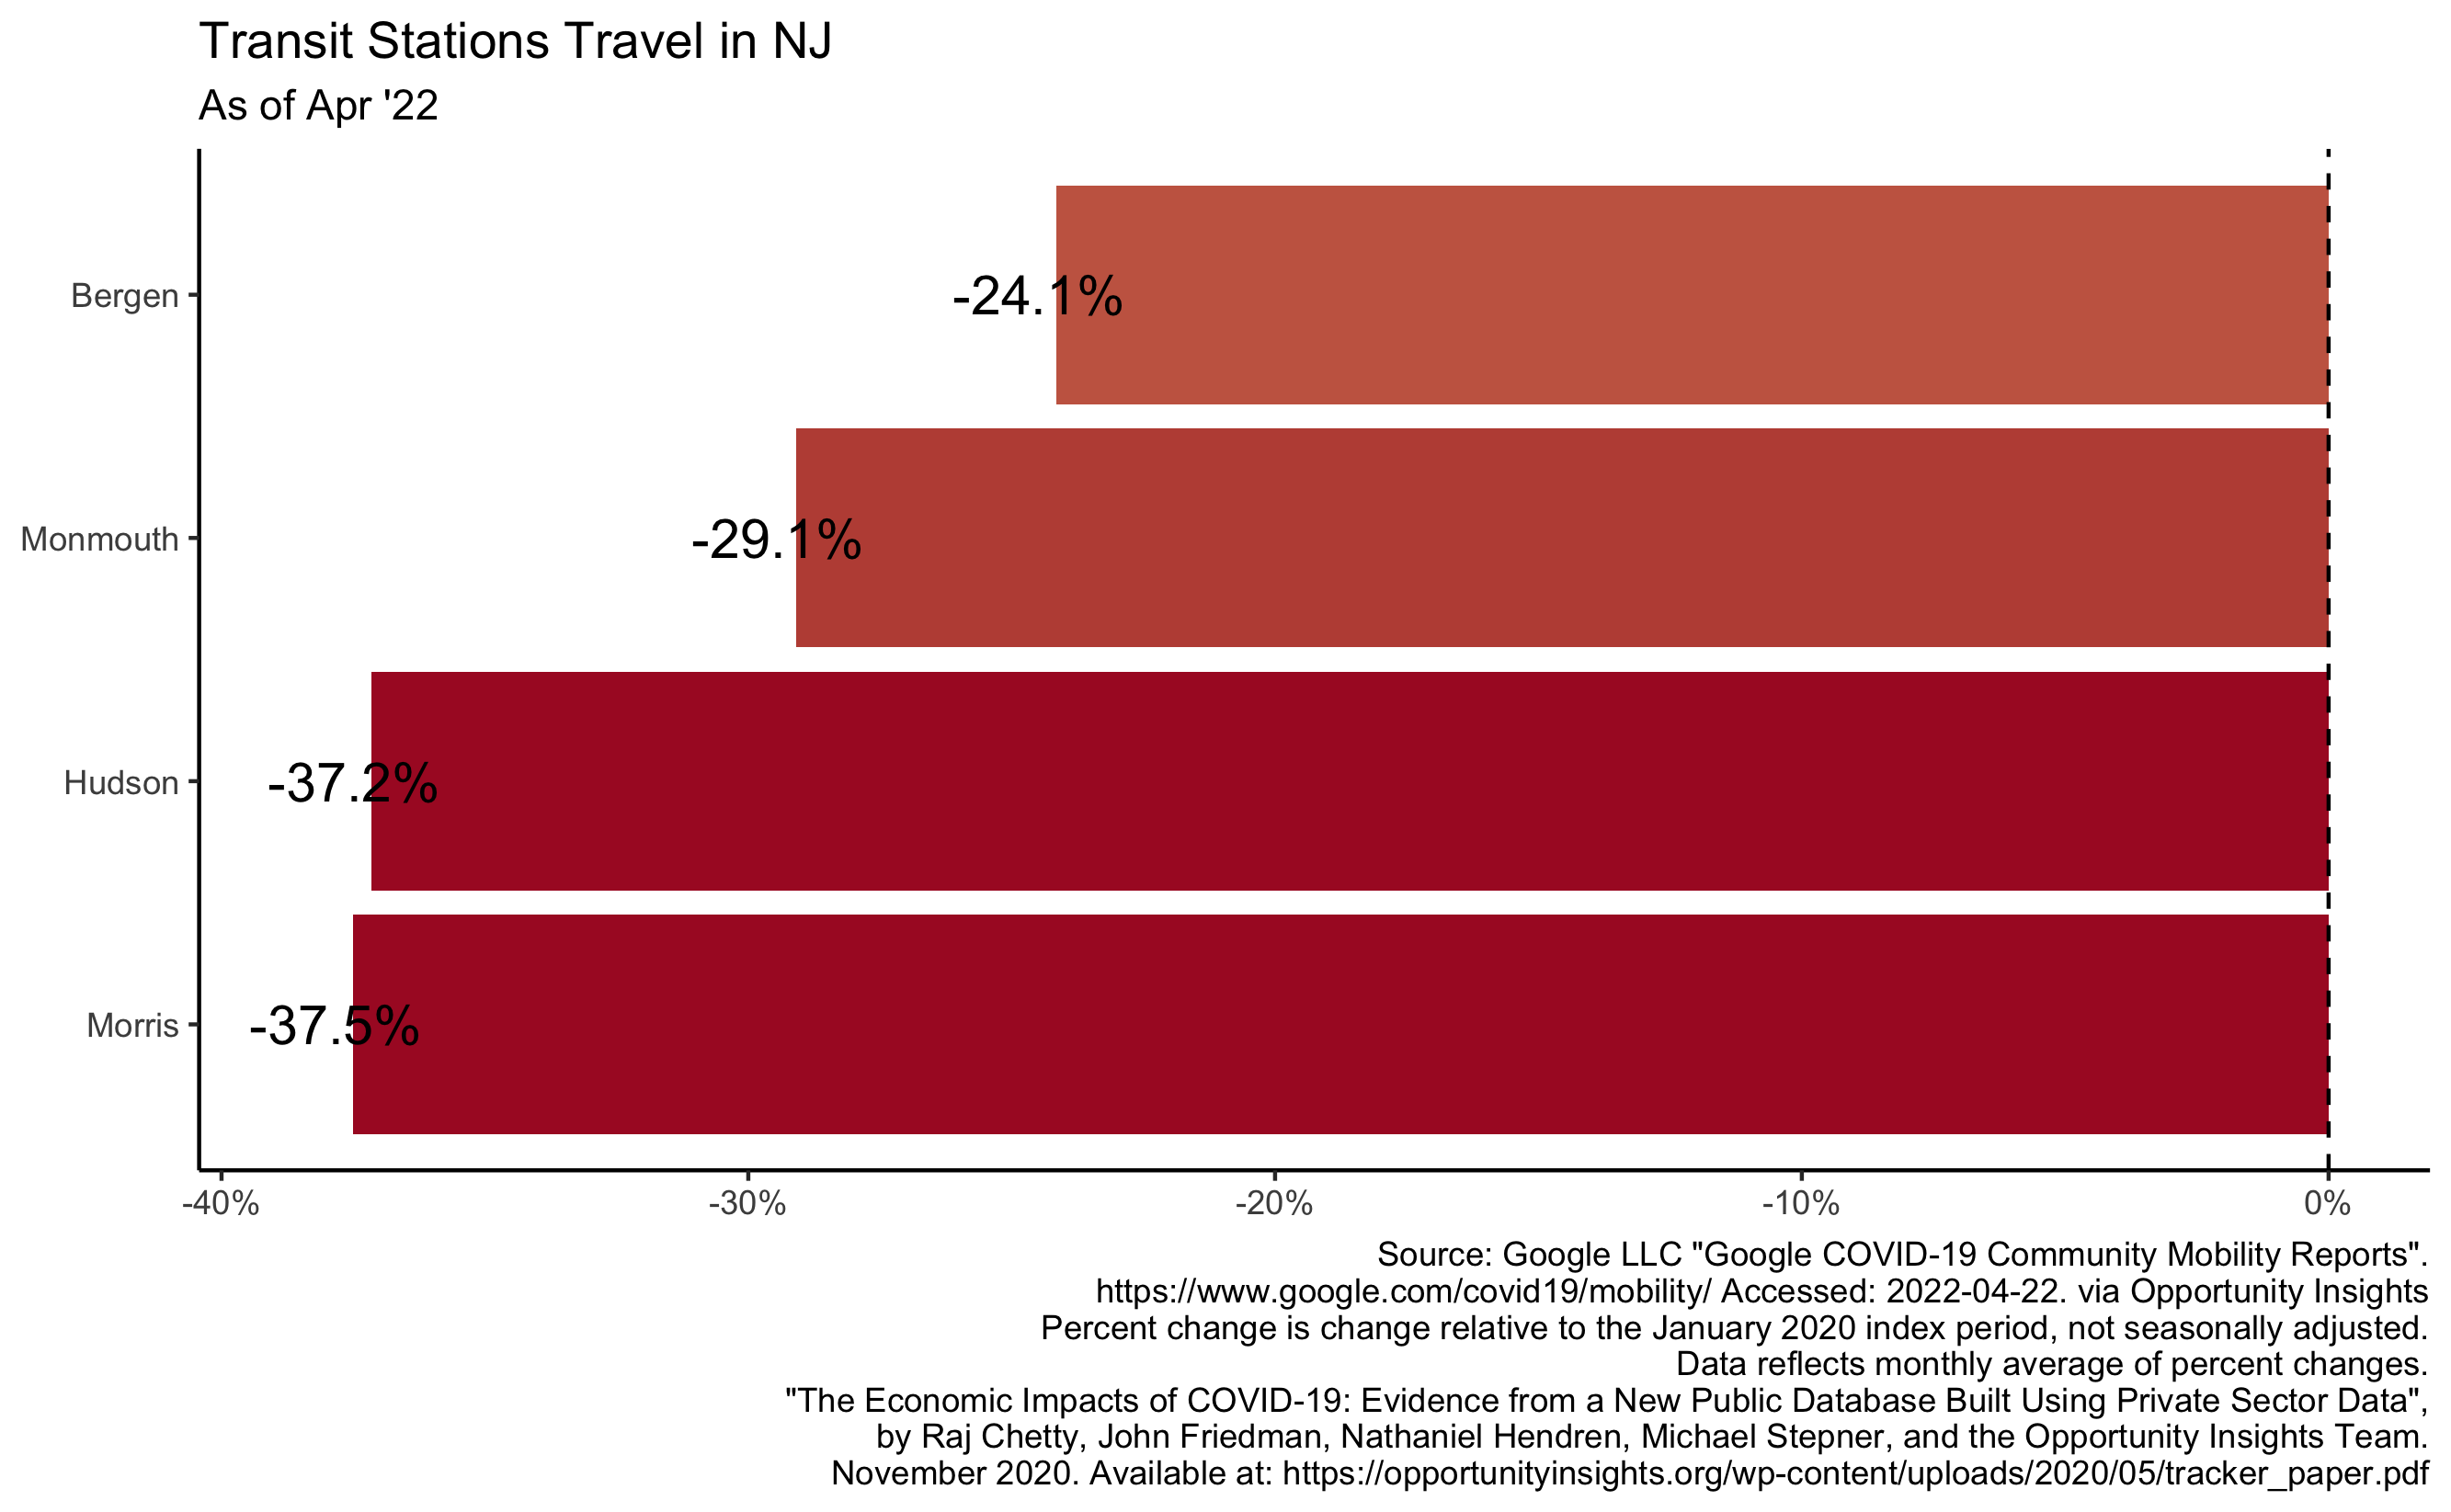 Transit Stations Travel in NJ
As of Apr '22
Bergen
-24.1%
Monmouth
-29.1%
Hudson
-37.2%
Morris
-37.5%
-40%
-30%
-20%
-10%
0%
Source: Google LLC "Google COVID-19 Community Mobility Reports".
https://www.google.com/covid19/mobility/ Accessed: 2022-04-22. via Opportunity Insights
Percent change is change relative to the January 2020 index period, not seasonally adjusted.
Data reflects monthly average of percent changes.
"The Economic Impacts of COVID-19: Evidence from a New Public Database Built Using Private Sector Data",
by Raj Chetty, John Friedman, Nathaniel Hendren, Michael Stepner, and the Opportunity Insights Team.
November 2020. Available at: https://opportunityinsights.org/wp-content/uploads/2020/05/tracker_paper.pdf